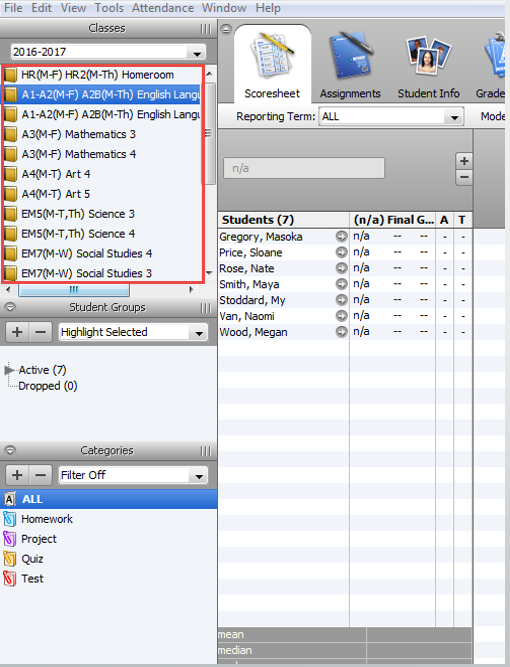 File Edit View Tools Attendance Window Help
Classes
2016-2017
HR(M-F) HR2(M-Th) Homeroom
A1-A2(M-F) A2B(M-Th) English Langu
A1-A2(M-F) A2B(M-Th) English Langu
A3(M-F) Mathematics 3
A3(M-F) Mathematics 4
A4(M-T) Art 4
A4(M-T) Art 5
EM5(M-T,Th) Science 3
EM5(M-T,Th) Science 4
EM7(M-W) Social Studies 4
EM7(M-W) Social Studies 3
Student Groups
Highlight Selected
Active (7)
Dropped (0)
Categories
Filter Off
ALL
Homework
Project
Quiz
Test
Scoresheet Assignments Student Info Grade
Reporting Term: ALL Mode
n/a
Students (7) (n/a) Final G... A T
Gregory, Masoka n/a -- -- - -
Price, Sloane n/a -- -- - -
Rose, Nate n/a -- -- - -
Smith, Maya n/a -- -- - -
Stoddard, My n/a -- -- - -
Van, Naomi n/a -- -- - -
Wood, Megan n/a -- -- - -
mean
median